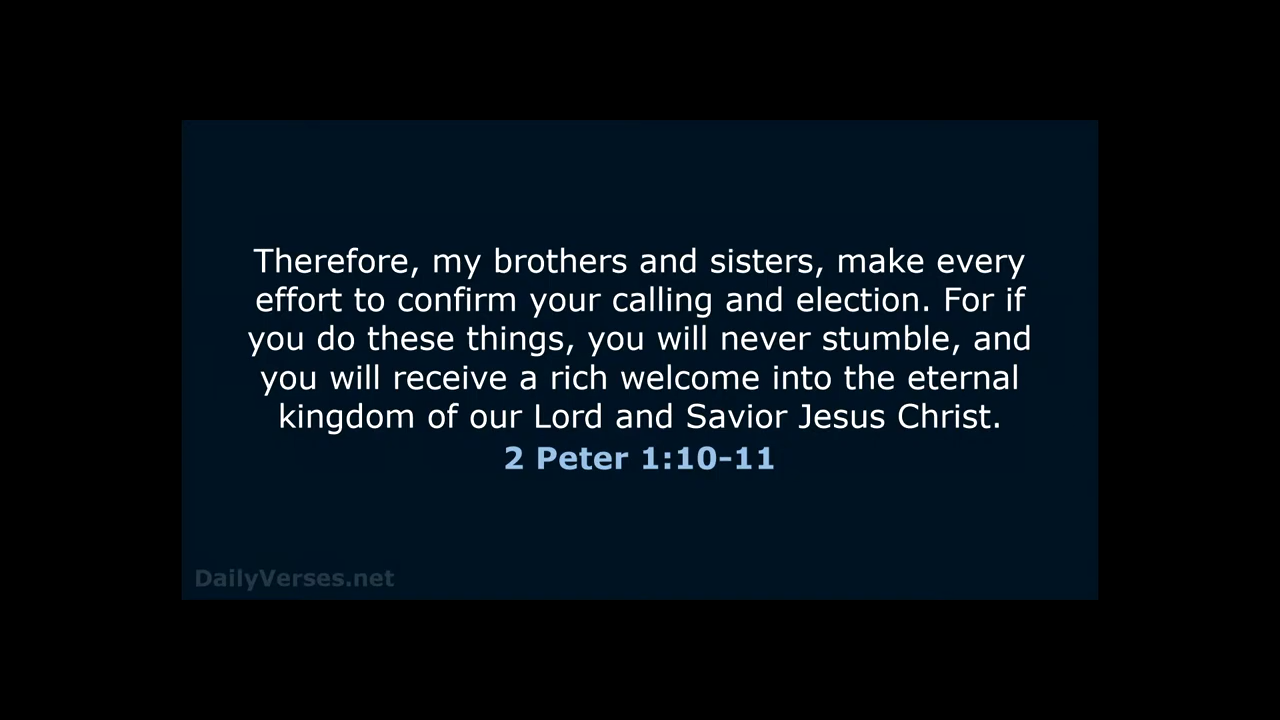 Therefore, my brothers and sisters, make every
effort to confirm your calling and election. For if
you do these things, you will never stumble, and
you will receive a rich welcome into the eternal
kingdom of our Lord and Savior Jesus Christ.
2 Peter 1:10-11
DailyVerses.net